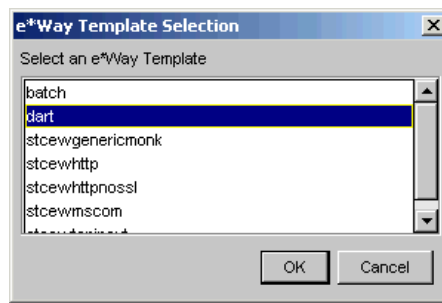 e*Way Template Selection
Select an e*Way Template
batch
dart
stcewgenericmonk
stcewhttp
stcewhttpnossl
stcewmscom
OK
Cancel